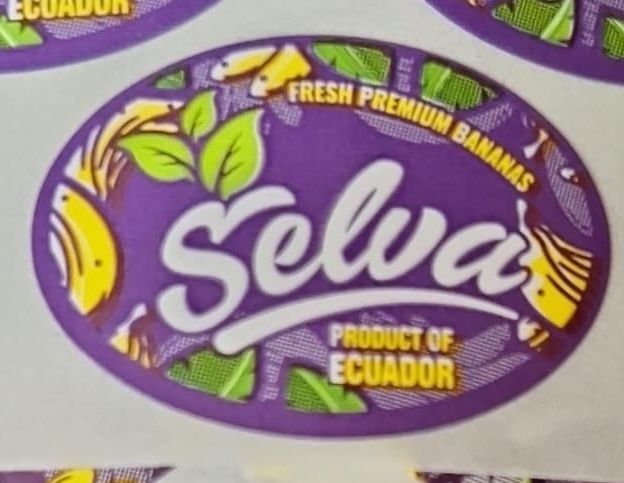 ECUADOR
FRESH PREMIUM BANANAS
Selva
PRODUCT OF
ECUADOR